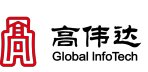 高伟达
Global InfoTech